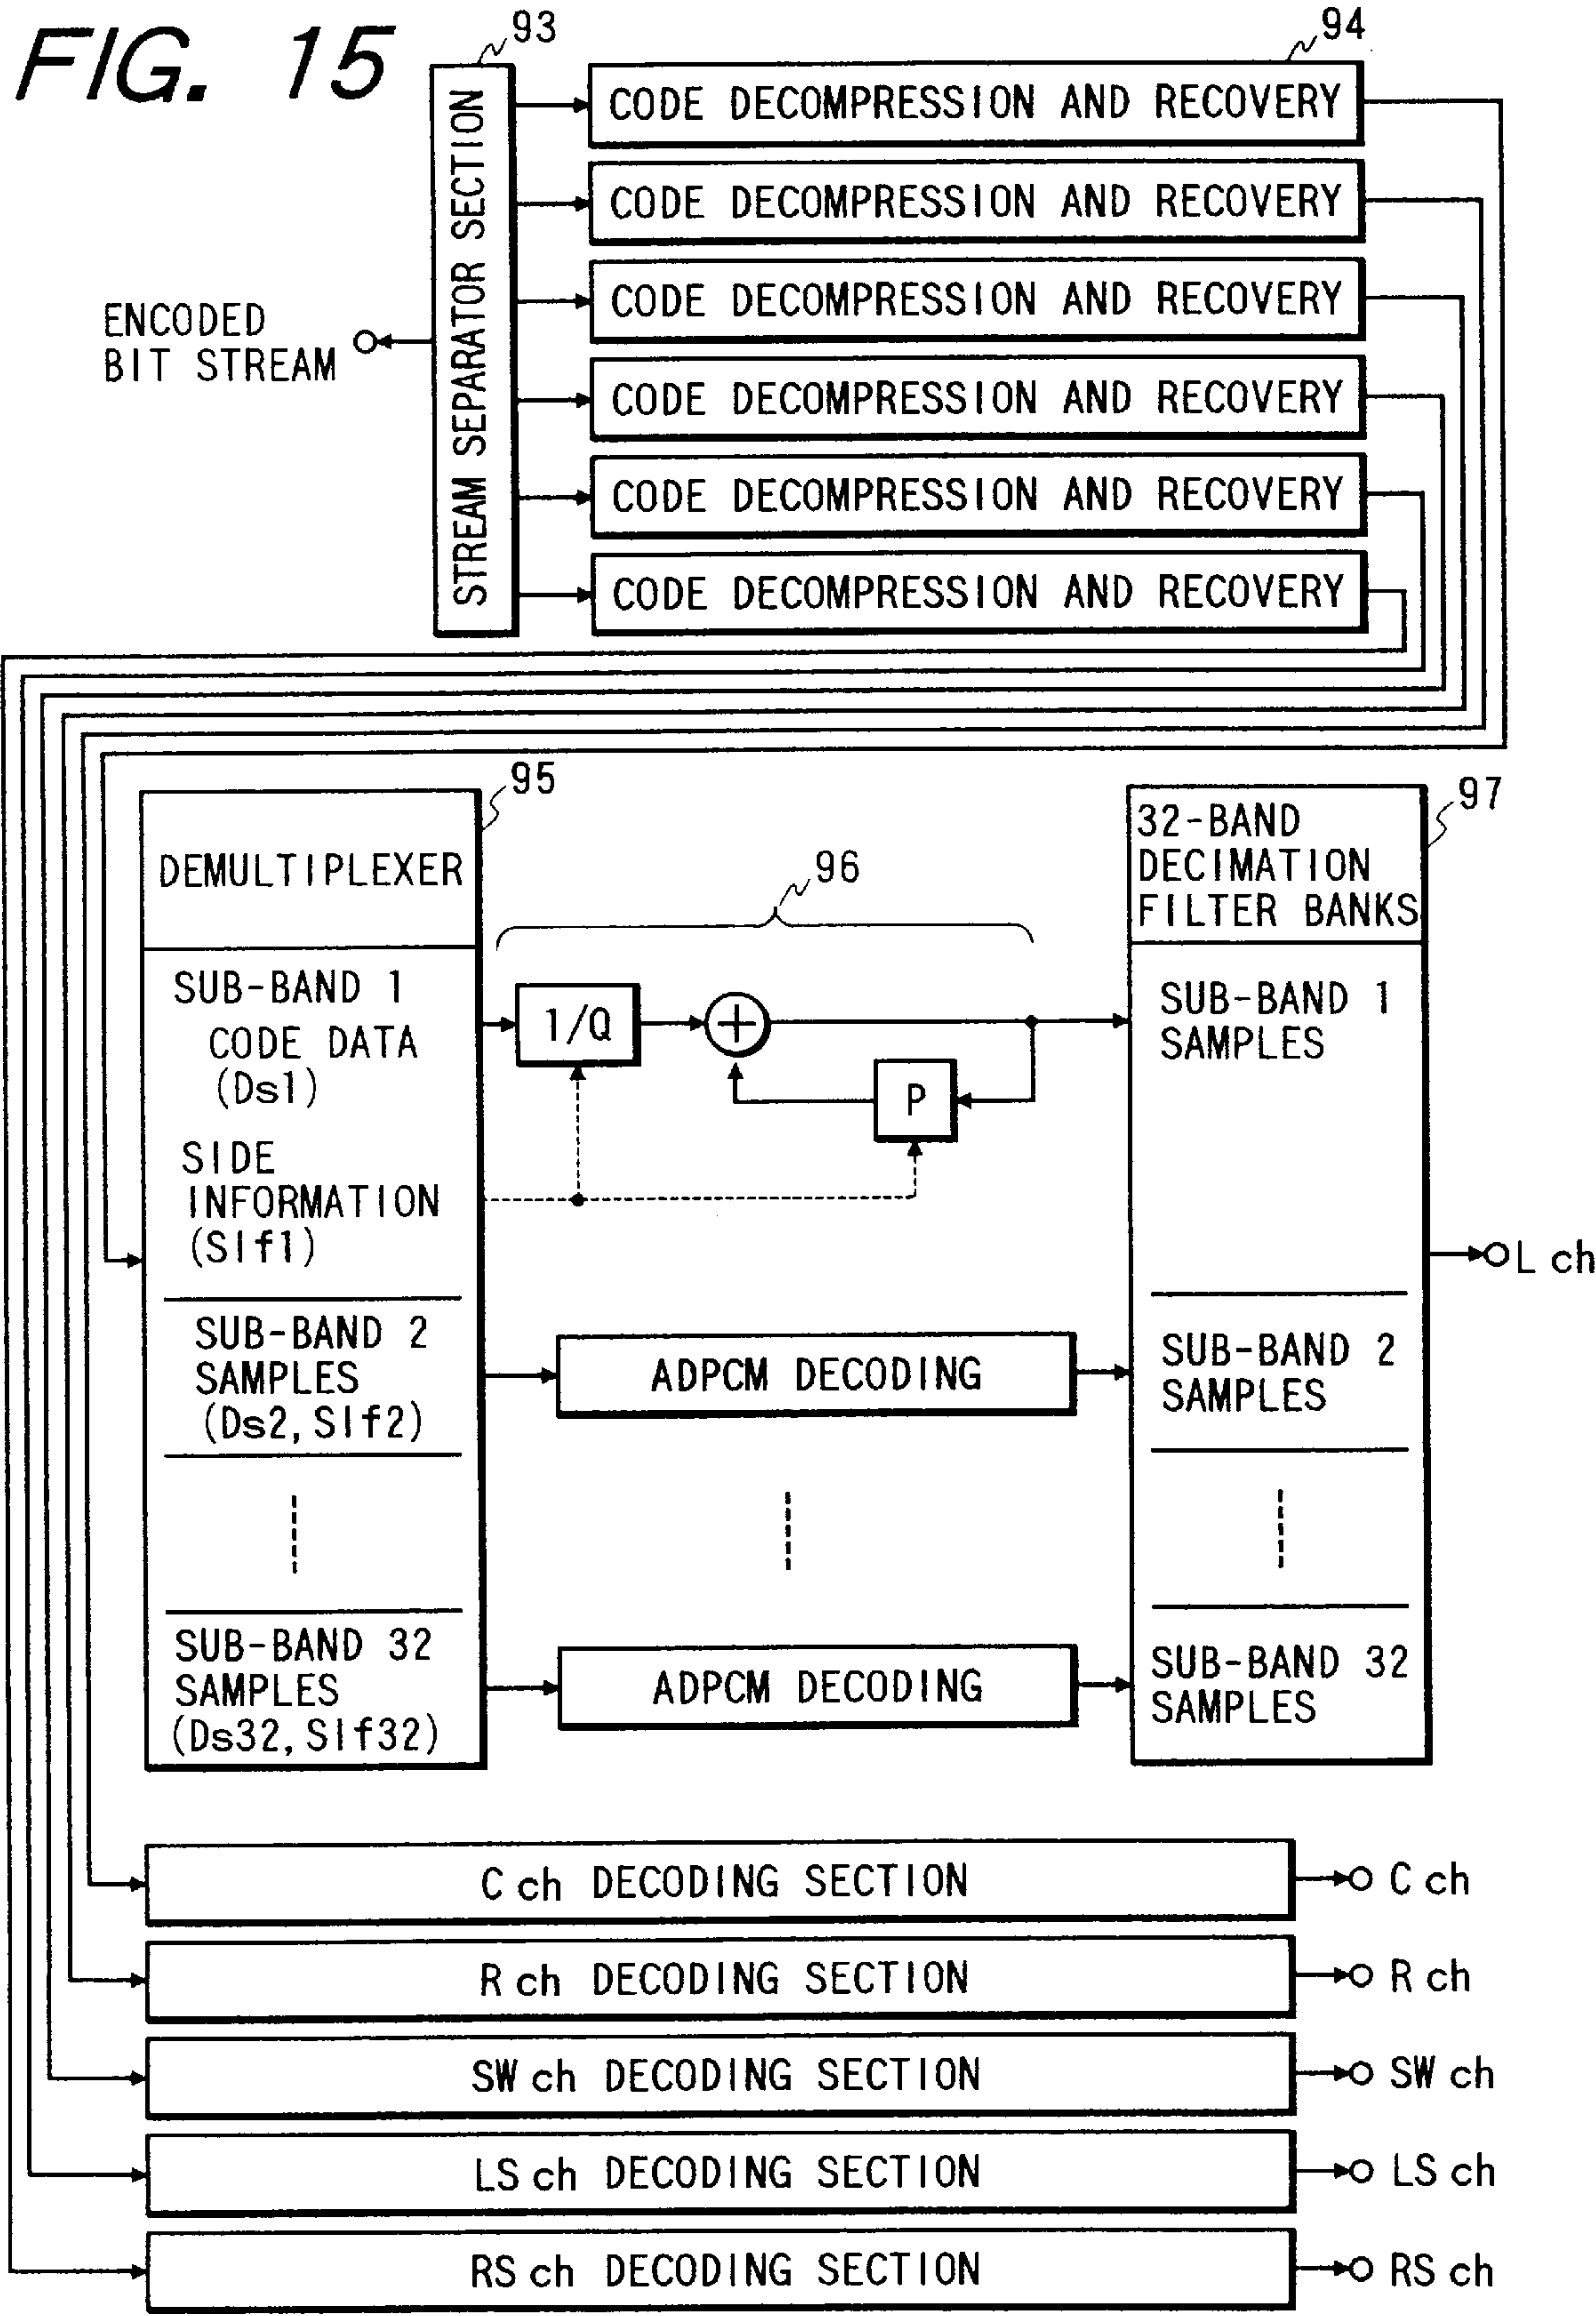 FIG. 15
93
94
STREAM SEPARATOR SECTION
CODE DECOMPRESSION AND RECOVERY
CODE DECOMPRESSION AND RECOVERY
CODE DECOMPRESSION AND RECOVERY
CODE DECOMPRESSION AND RECOVERY
CODE DECOMPRESSION AND RECOVERY
CODE DECOMPRESSION AND RECOVERY
ENCODED
BIT STREAM
95
DEMULTIPLEXER
SUB-BAND 1
CODE DATA
(Ds1)
SIDE
INFORMATION
(SIf1)
SUB-BAND 2
SAMPLES
(Ds2, SIf2)
SUB-BAND 32
SAMPLES
(Ds32, SIf32)
96
1/Q
+
P
ADPCM DECODING
ADPCM DECODING
97
32-BAND
DECIMATION
FILTER BANKS
SUB-BAND 1
SAMPLES
SUB-BAND 2
SAMPLES
SUB-BAND 32
SAMPLES
L ch
C ch DECODING SECTION
C ch
R ch DECODING SECTION
R ch
SW ch DECODING SECTION
SW ch
LS ch DECODING SECTION
LS ch
RS ch DECODING SECTION
RS ch